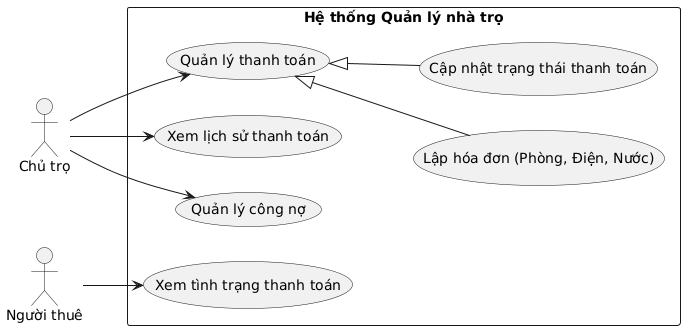 Hệ thống Quản lý nhà trọ
Quản lý thanh toán
Cập nhật trạng thái thanh toán
Xem lịch sử thanh toán
Lập hóa đơn (Phòng, Điện, Nước)
Chủ trọ
Quản lý công nợ
Xem tình trạng thanh toán
Người thuê